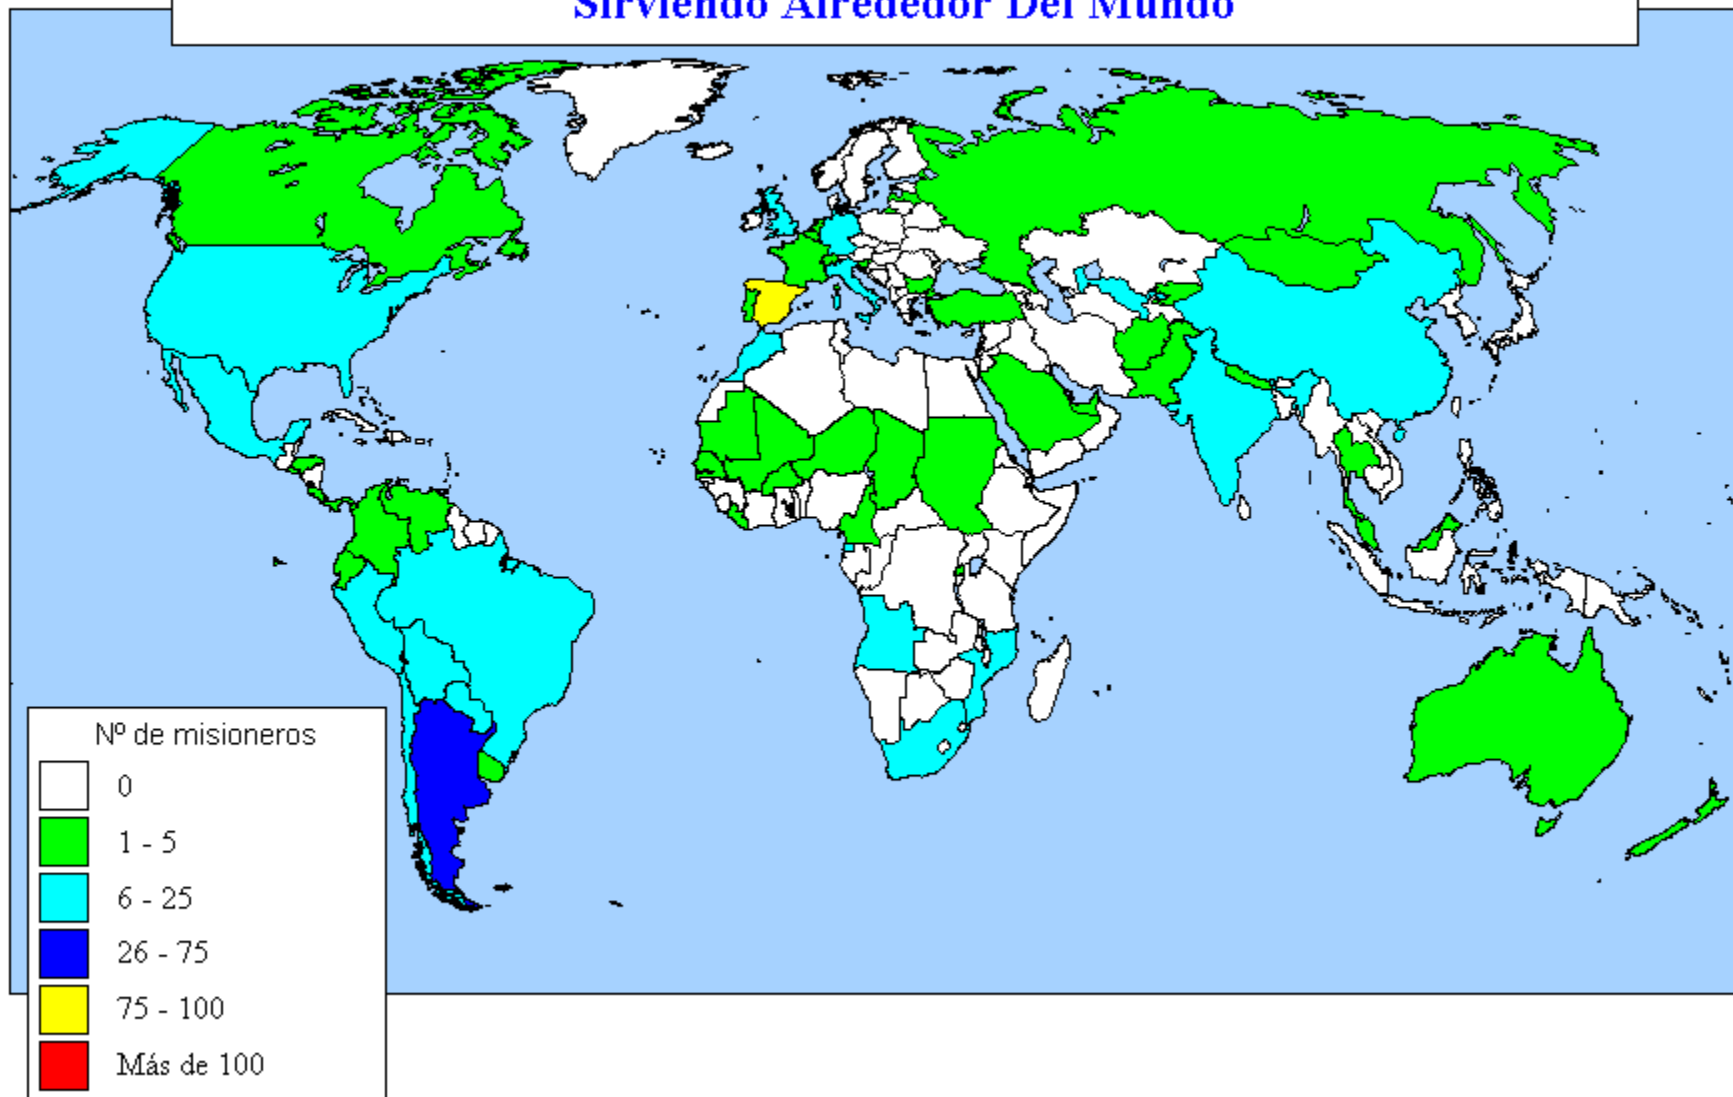 Sirviendo Alrededor Del Mundo
Nº de misioneros
0
1 - 5
6 - 25
26 - 75
75 - 100
Más de 100